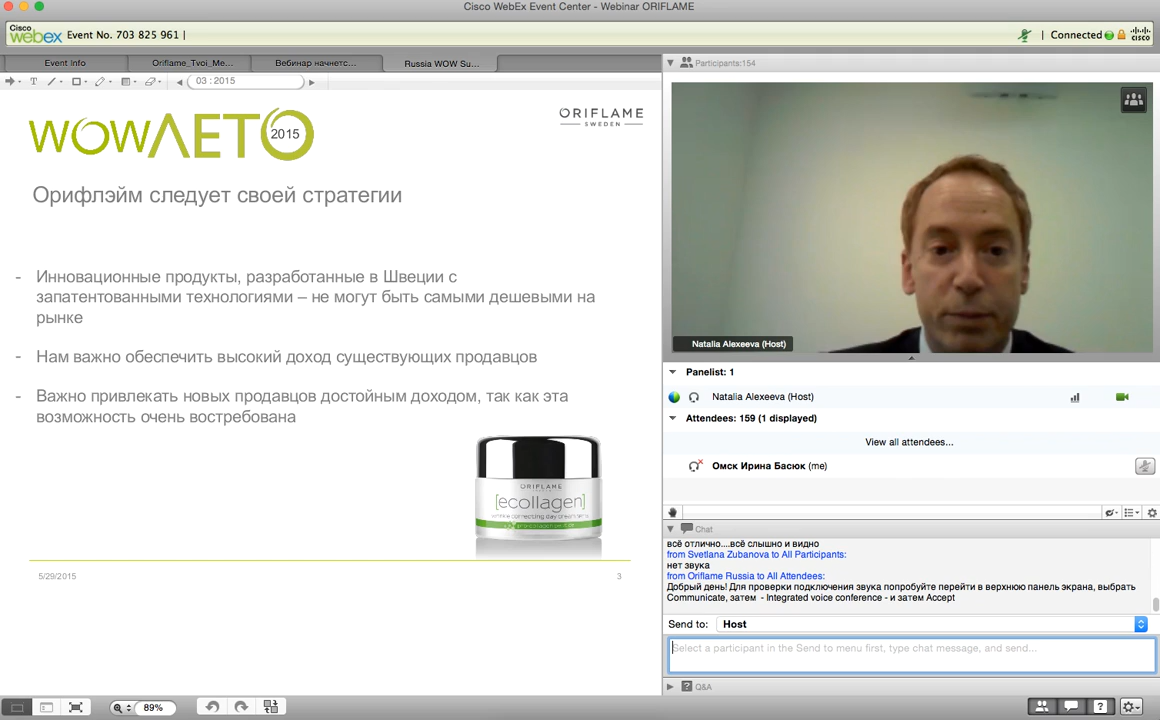 Cisco WebEx Event Center - Webinar ORIFLAME
Cisco webex Event No. 703 825 961 |
| Connected
CISCO
Event Info
Oriflame_Tvoi_Me...
Вебинар начнетс...
Russia WOW Su...
03 : 2015
WOWΛETO 2015
ORIFLAME
SWEDEN
Орифлэйм следует своей стратегии
- Инновационные продукты, разработанные в Швеции с
запатентованными технологиями – не могут быть самыми дешевыми на
рынке
- Нам важно обеспечить высокий доход существующих продавцов
- Важно привлекать новых продавцов достойным доходом, так как эта
возможность очень востребована
ORIFLAME
[ecollagen]
5/29/2015
3
Participants:154
Natalia Alexeeva (Host)
Panelist: 1
Natalia Alexeeva (Host)
Attendees: 159 (1 displayed)
View all attendees...
Омск Ирина Басюк (me)
Chat
всё отлично....всё слышно и видно
from Svetlana Zubanova to All Participants:
нет звука
from Oriflame Russia to All Attendees:
Добрый день! Для проверки подключения звука попробуйте перейти в верхнюю панель экрана, выбрать
Communicate, затем - Integrated voice conference - и затем Accept
Send to: Host
Select a participant in the Send to menu first, type chat message, and send...
Q&A
89%